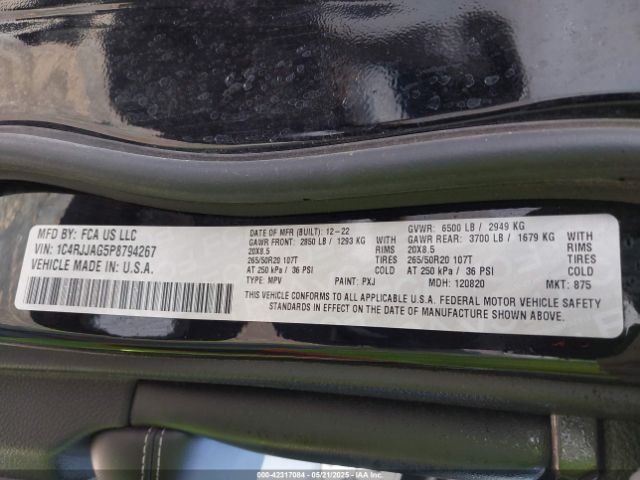 MFD BY: FCA US LLC
VIN: 1C4RJJAG5P8794267
VEHICLE MADE IN U.S.A.
DATE OF MFR (BUILT): 12-22
GAWR FRONT: 2850 LB / 1293 KG WITH
20X8.5 RIMS
265/50R20 107T TIRES
AT 250 kPa / 36 PSI COLD
TYPE: MPV PAINT: PXJ
GVWR: 6500 LB / 2949 KG
GAWR REAR: 3700 LB / 1679 KG WITH
20X8.5 RIMS
265/50R20 107T TIRES
AT 250 kPa / 36 PSI COLD
MDH: 120820 MKT: 875
THIS VEHICLE CONFORMS TO ALL APPLICABLE U.S.A. FEDERAL MOTOR VEHICLE SAFETY
STANDARDS IN EFFECT ON THE DATE OF MANUFACTURE SHOWN ABOVE.
00-42317084 - 05/21/2025 - © IAA, Inc.